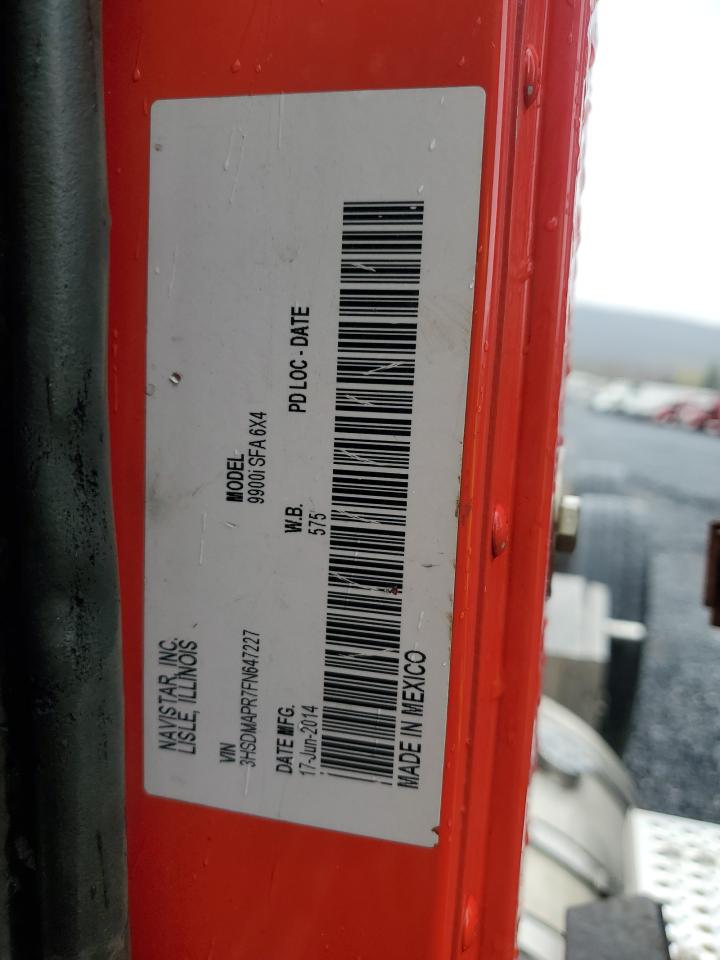 NAVISTAR, INC.
LISLE, ILLINOIS
VIN
3HSDMAPR7FN647227
MODEL
9900i SFA 6X4
DATE MFG.
17-Jun-2014
W.B.
575
PD LOC - DATE
MADE IN MEXICO